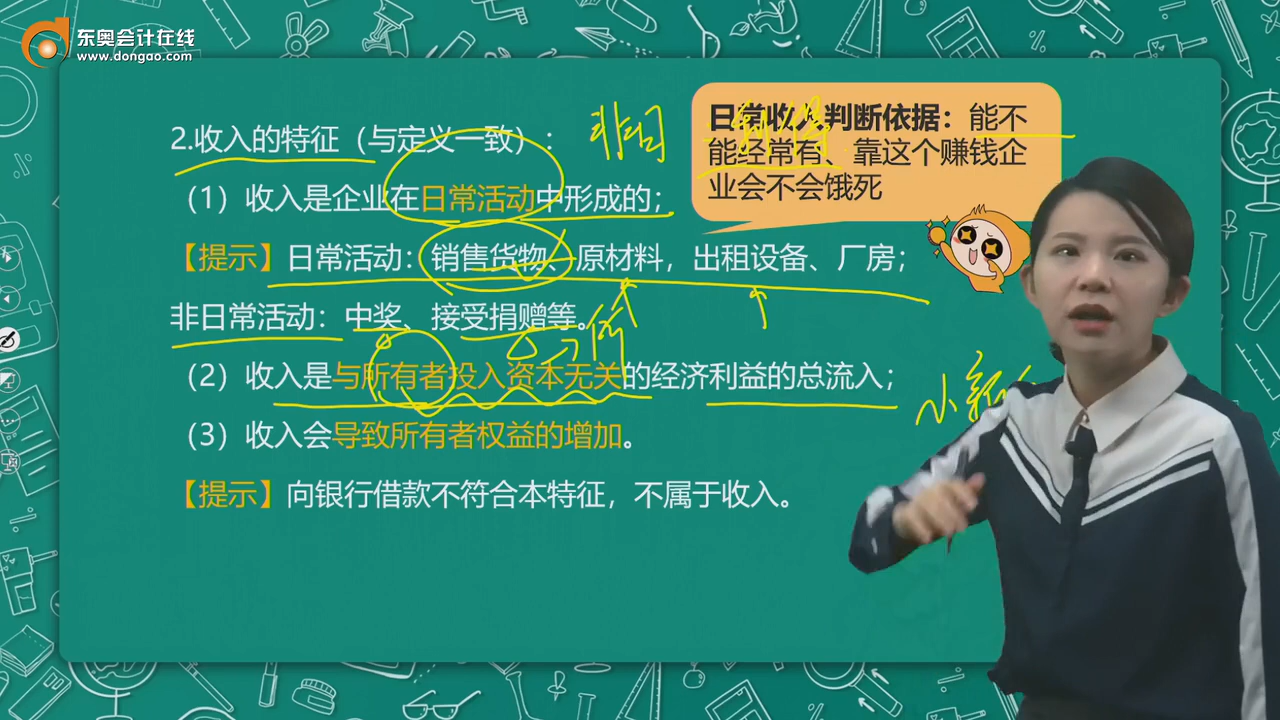 东奥会计在线
www.dongao.com
2.收入的特征（与定义一致）：
非日
日常收入判断依据：能不
能经常有、靠这个赚钱企
业会不会饿死
（1）收入是企业在日常活动中形成的；
【提示】日常活动：销售货物、原材料，出租设备、厂房；
非日常活动：中奖、接受捐赠等。
（2）收入是与所有者投入资本无关的经济利益的总流入；
（3）收入会导致所有者权益的增加。
【提示】向银行借款不符合本特征，不属于收入。